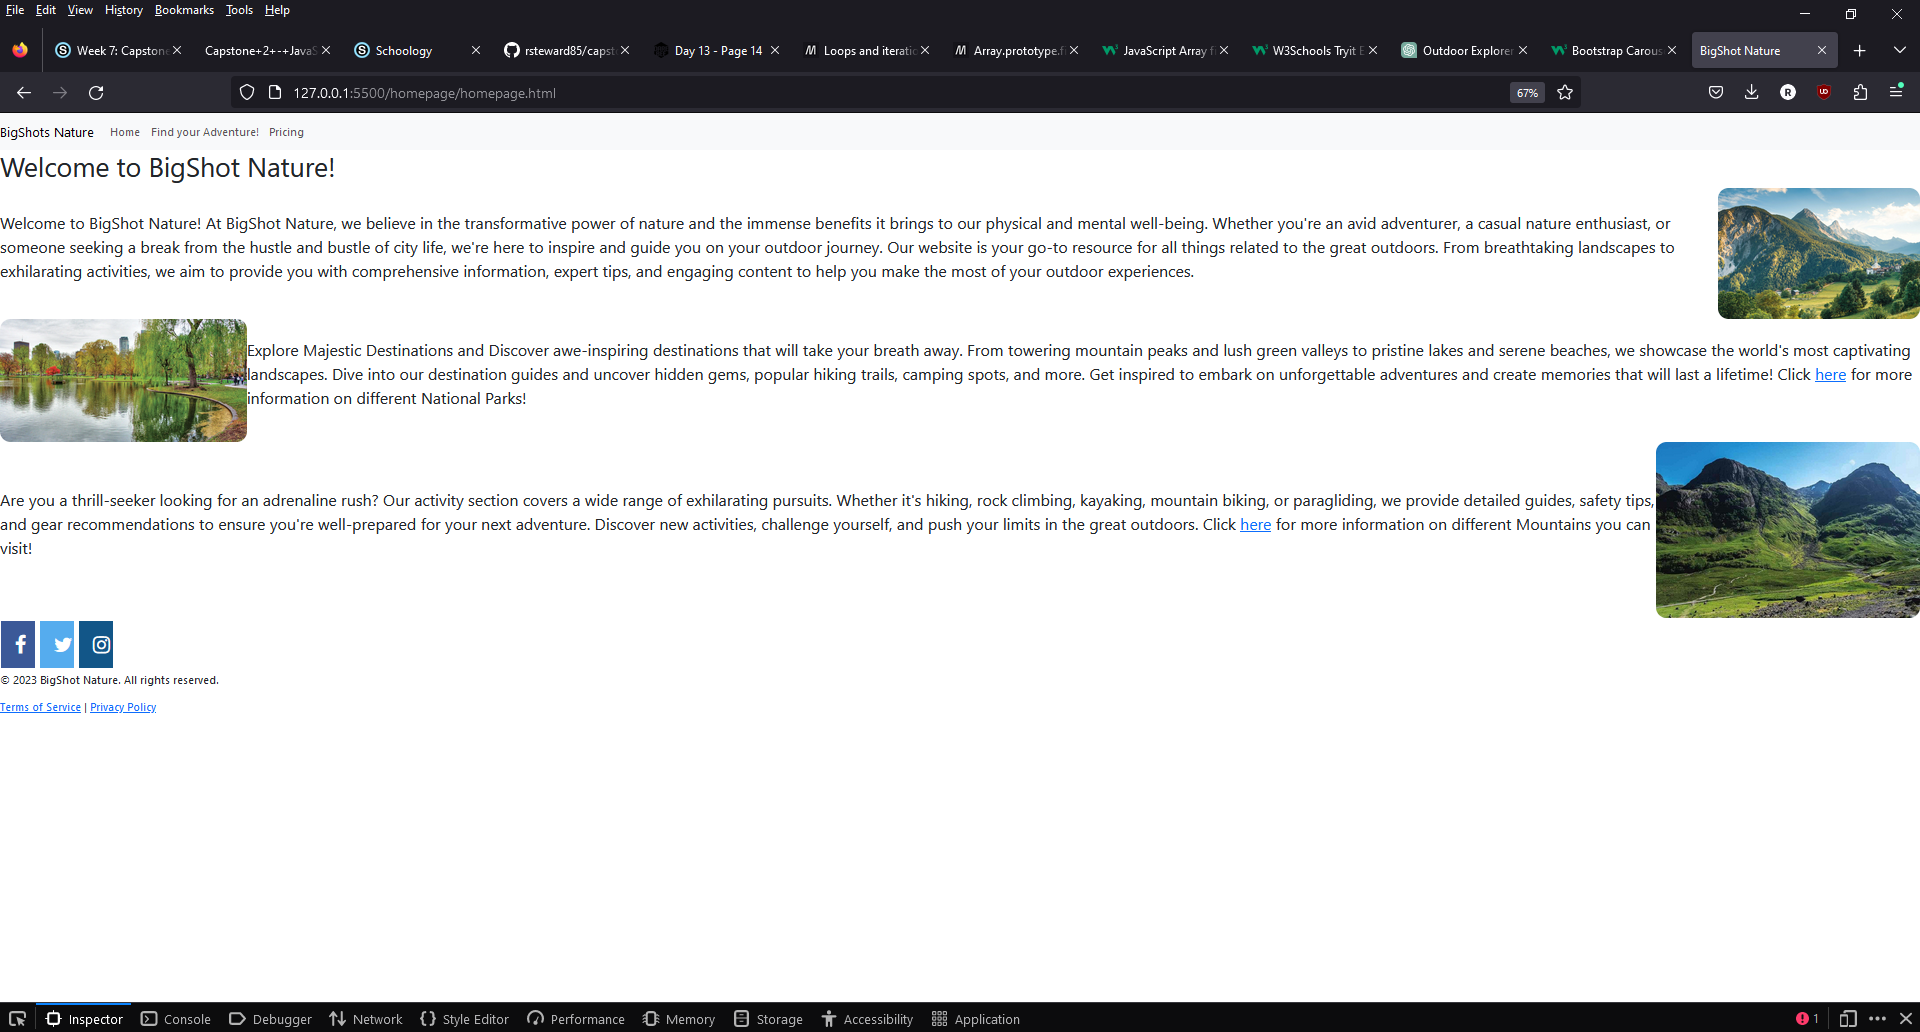 File Edit View History Bookmarks Tools Help
Week 7: Capstone Capstone+2+-+JavaS Schoology rsteward85/capst Day 13 - Page 14 Loops and iteratio Array.prototype.fi JavaScript Array fi W3Schools Tryit E Outdoor Explorer Bootstrap Carous BigShot Nature
127.0.0.1:5500/homepage/homepage.html 67%
BigShots Nature Home Find your Adventure! Pricing
Welcome to BigShot Nature!
Welcome to BigShot Nature! At BigShot Nature, we believe in the transformative power of nature and the immense benefits it brings to our physical and mental well-being. Whether you're an avid adventurer, a casual nature enthusiast, or
someone seeking a break from the hustle and bustle of city life, we're here to inspire and guide you on your outdoor journey. Our website is your go-to resource for all things related to the great outdoors. From breathtaking landscapes to
exhilarating activities, we aim to provide you with comprehensive information, expert tips, and engaging content to help you make the most of your outdoor experiences.
Explore Majestic Destinations and Discover awe-inspiring destinations that will take your breath away. From towering mountain peaks and lush green valleys to pristine lakes and serene beaches, we showcase the world's most captivating
landscapes. Dive into our destination guides and uncover hidden gems, popular hiking trails, camping spots, and more. Get inspired to embark on unforgettable adventures and create memories that will last a lifetime! Click here for more
information on different National Parks!
Are you a thrill-seeker looking for an adrenaline rush? Our activity section covers a wide range of exhilarating pursuits. Whether it's hiking, rock climbing, kayaking, mountain biking, or paragliding, we provide detailed guides, safety tips,
and gear recommendations to ensure you're well-prepared for your next adventure. Discover new activities, challenge yourself, and push your limits in the great outdoors. Click here for more information on different Mountains you can
visit!
© 2023 BigShot Nature. All rights reserved.
Terms of Service | Privacy Policy
Inspector Console Debugger Network Style Editor Performance Memory Storage Accessibility Application 1